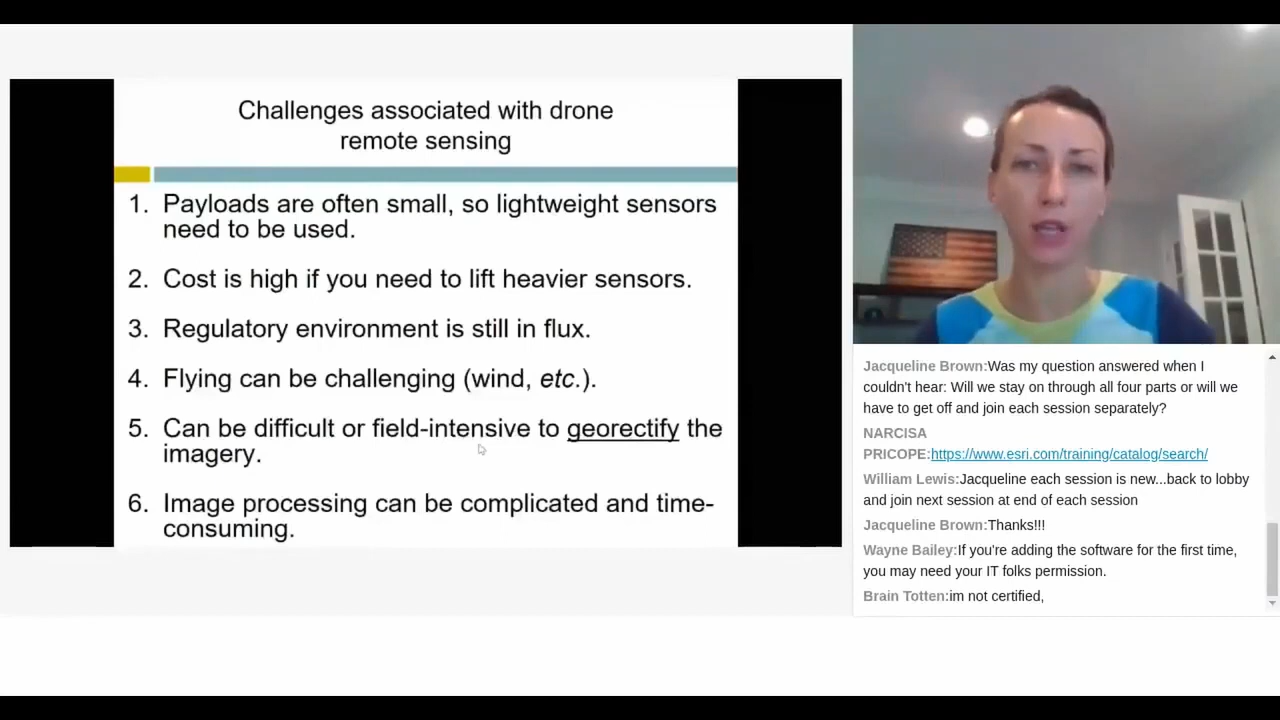 Challenges associated with drone
remote sensing
1. Payloads are often small, so lightweight sensors
need to be used.
2. Cost is high if you need to lift heavier sensors.
3. Regulatory environment is still in flux.
4. Flying can be challenging (wind, etc.).
5. Can be difficult or field-intensive to georectify the
imagery.
6. Image processing can be complicated and time-
consuming.
Jacqueline Brown:Was my question answered when I
couldn't hear: Will we stay on through all four parts or will we
have to get off and join each session separately?
NARCISA
PRICOPE:https://www.esri.com/training/catalog/search/
William Lewis:Jacqueline each session is new...back to lobby
and join next session at end of each session
Jacqueline Brown:Thanks!!!
Wayne Bailey:If you're adding the software for the first time,
you may need your IT folks permission.
Brain Totten:im not certified,